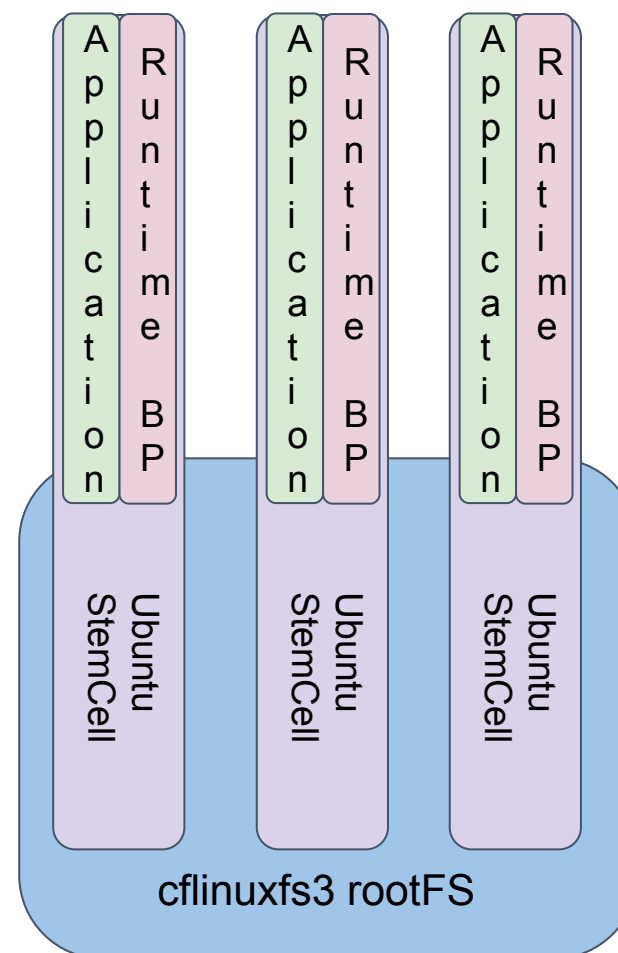 Application
Runtime BP
Application
Runtime BP
Application
Runtime BP
Ubuntu
StemCell
Ubuntu
StemCell
Ubuntu
StemCell
cflinuxfs3 rootFS